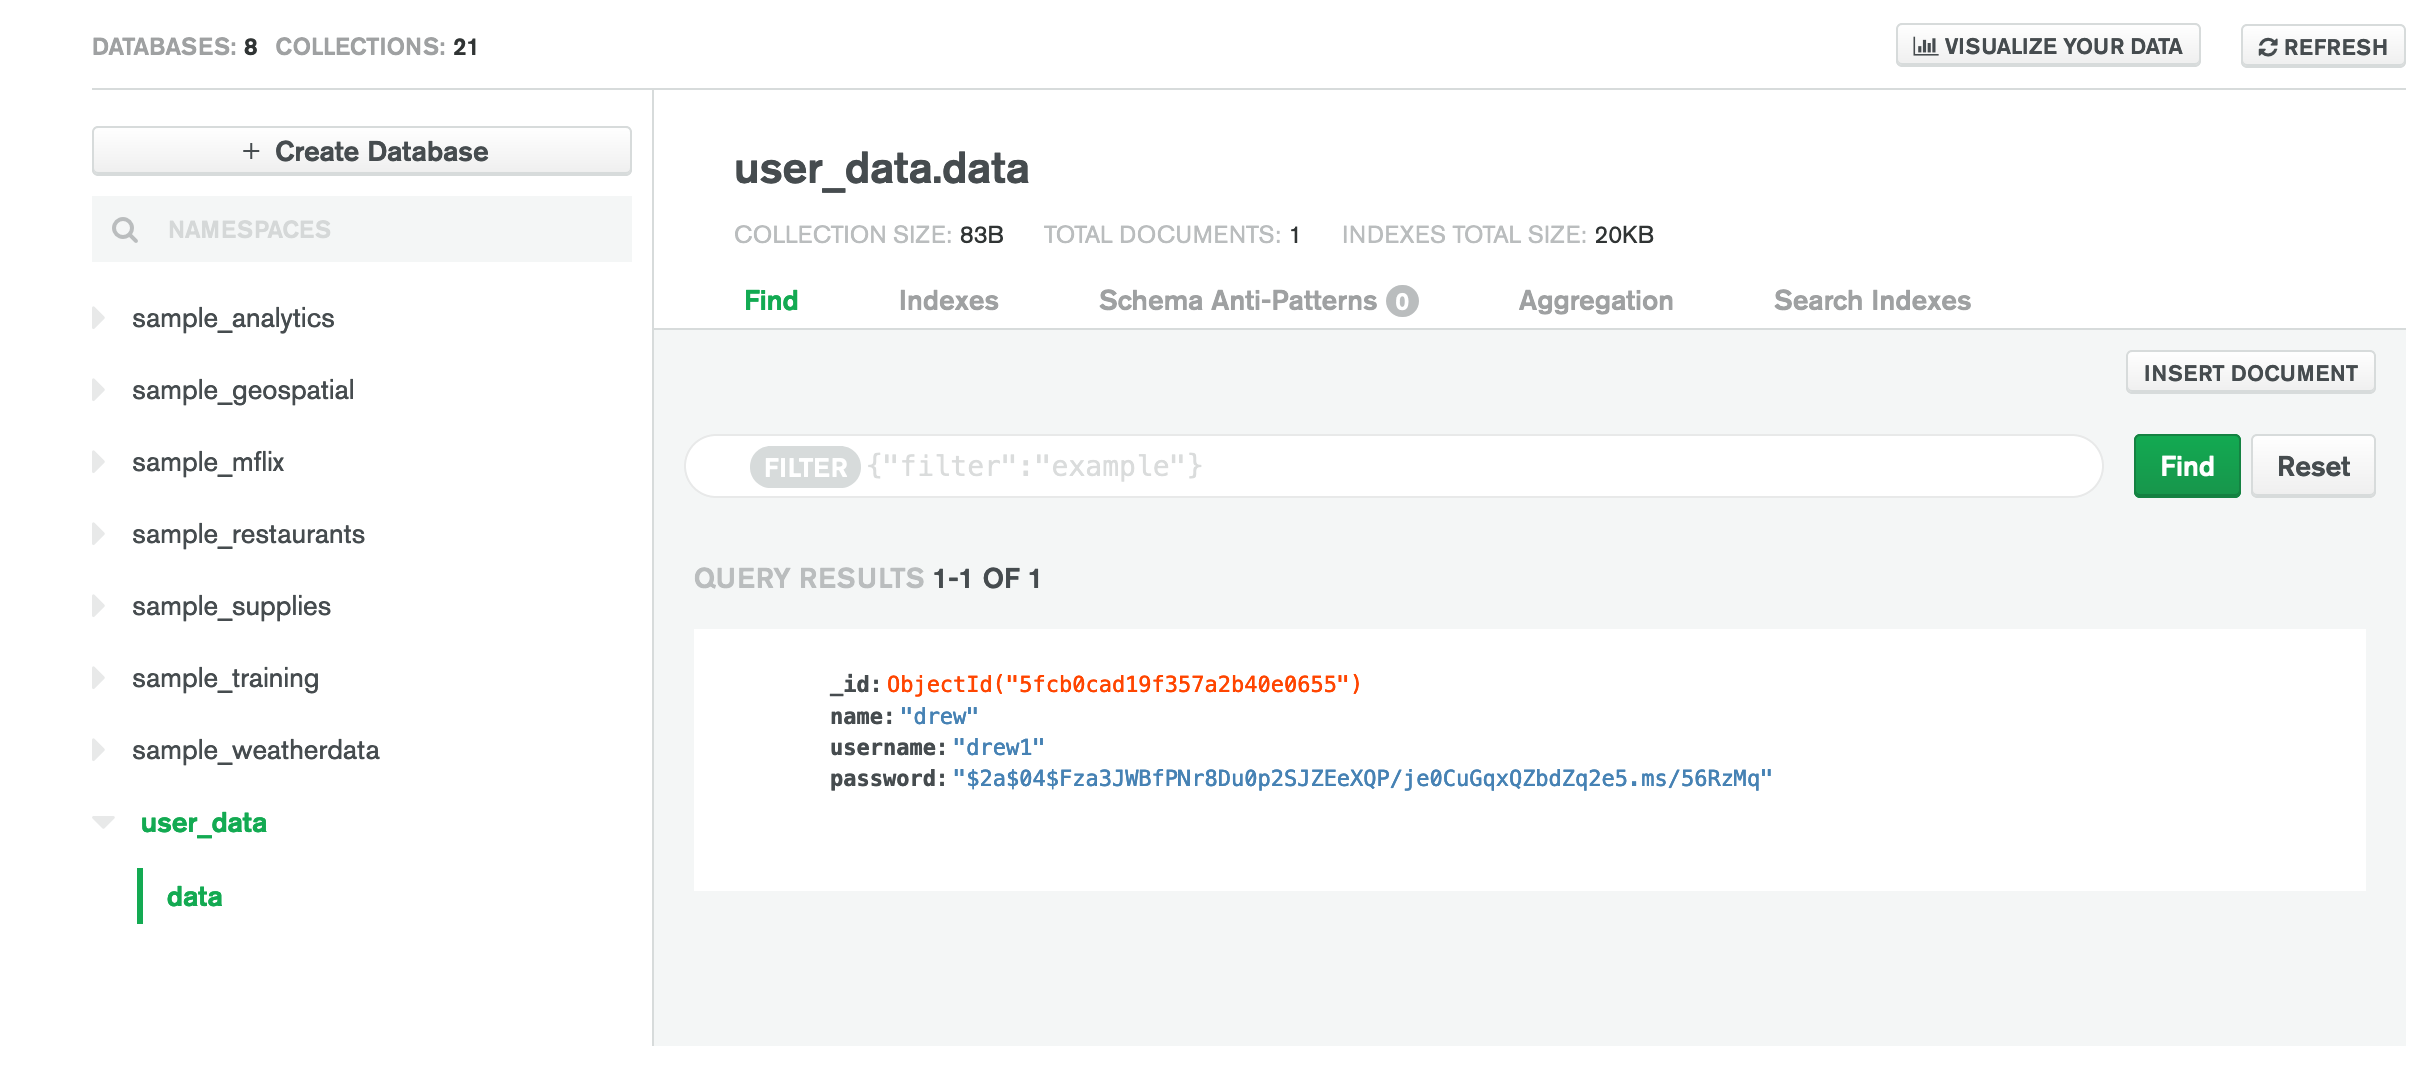 DATABASES: 8 COLLECTIONS: 21
VISUALIZE YOUR DATA
REFRESH
+ Create Database
NAMESPACES
sample_analytics
sample_geospatial
sample_mflix
sample_restaurants
sample_supplies
sample_training
sample_weatherdata
user_data
data
user_data.data
COLLECTION SIZE: 83B TOTAL DOCUMENTS: 1 INDEXES TOTAL SIZE: 20KB
Find Indexes Schema Anti-Patterns 0 Aggregation Search Indexes
INSERT DOCUMENT
FILTER {"filter":"example"}
Find Reset
QUERY RESULTS 1-1 OF 1
_id: ObjectId("5fcb0cad19f357a2b40e0655")
name: "drew"
username: "drew1"
password: "$2a$04$Fza3JWBfPNr8Du0p2SJZEeXQP/je0CuGqxQZbdZq2e5.ms/56RzMq"